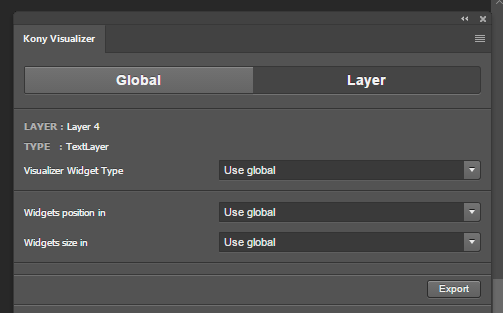 Kony Visualizer
Global Layer
LAYER : Layer 4
TYPE : TextLayer
Visualizer Widget Type Use global
Widgets position in Use global
Widgets size in Use global
Export